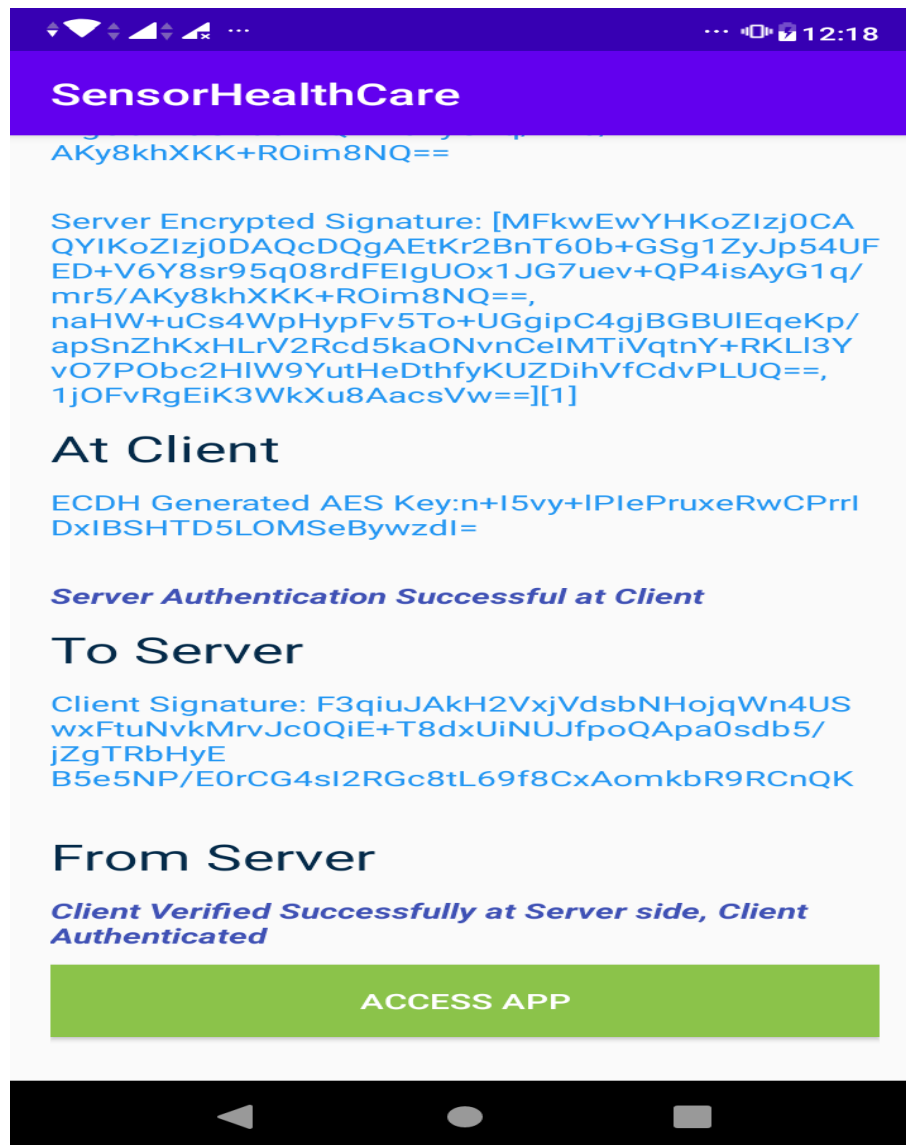 12:18
SensorHealthCare
AKy8khXKK+ROim8NQ==
Server Encrypted Signature: [MFkwEwYHKoZIzj0CA
QYIKoZIzj0DAQcDQgAEtKr2BnT60b+GSg1ZyJp54UF
ED+V6Y8sr95q08rdFEIgUOx1JG7uev+QP4isAyG1q/
mr5/AKy8khXKK+ROim8NQ==,
naHW+uCs4WpHypFv5To+UGgipC4gjBGBUlEqeKp/
apSnZhKxHLrV2Rcd5kaONvnCeIMTiVqtnY+RKLl3Y
vO7PObc2HlW9YutHeDthfyKUZDihVfCdvPLUQ==,
1jOFvRgEiK3WkXu8AacsVw==][1]
At Client
ECDH Generated AES Key:n+I5vy+lPIePruxeRwCPrrI
DxIBSHTD5LOMSeBywzdI=
Server Authentication Successful at Client
To Server
Client Signature: F3qiuJAkH2VxjVdsbNHojqWn4US
wxFtuNvkMrvJc0QiE+T8dxUiNUJfpoQApa0sdb5/
jZgTRbHyE
B5e5NP/E0rCG4sI2RGc8tL69f8CxAomkbR9RCnQK
From Server
Client Verified Successfully at Server side, Client
Authenticated
ACCESS APP